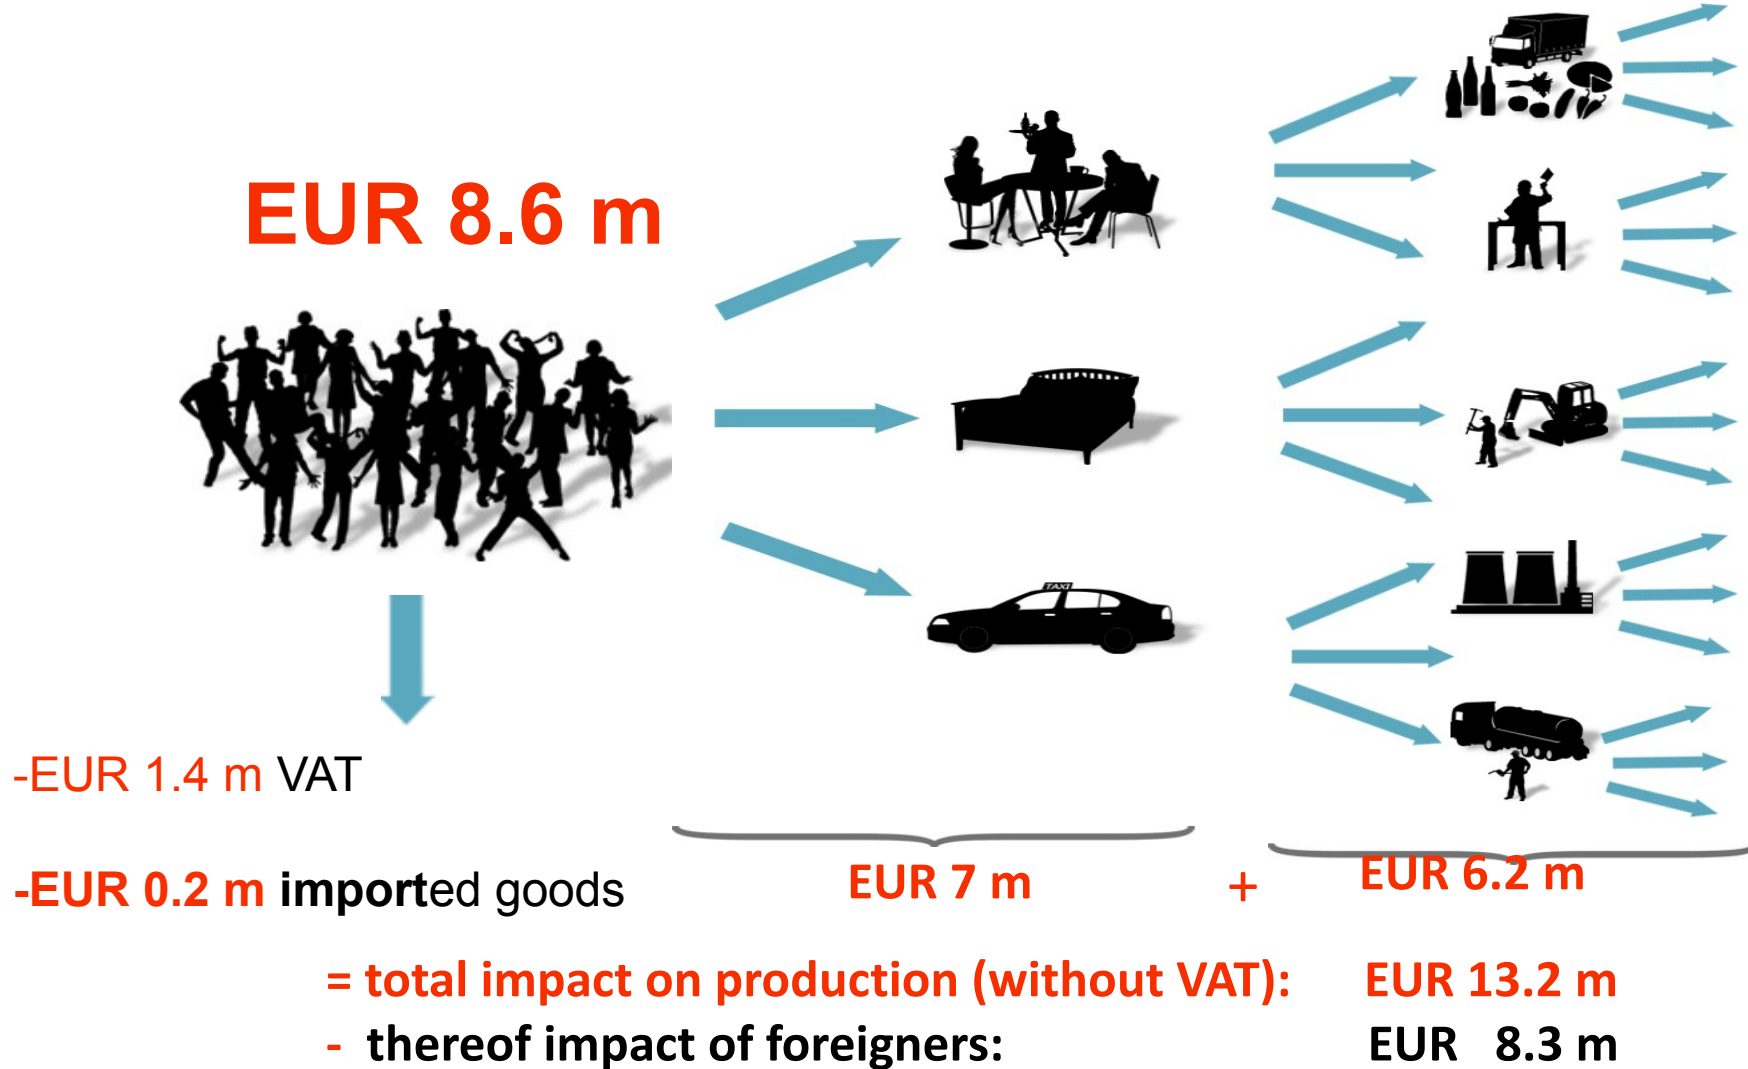 EUR 8.6 m
TAXI
-EUR 1.4 m VAT
-EUR 0.2 m imported goods
EUR 7 m + EUR 6.2 m
= total impact on production (without VAT): EUR 13.2 m
- thereof impact of foreigners: EUR 8.3 m